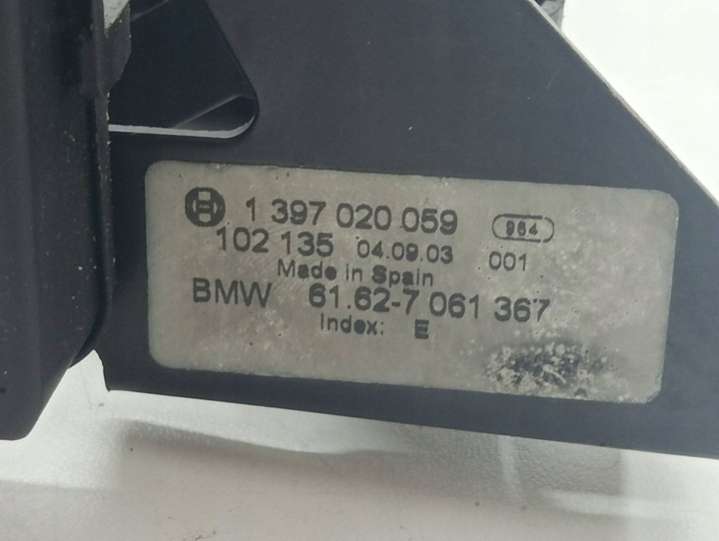 1 397 020 059 964
102 135 04.09.03 001
Made in Spain
BMW 61.62-7 061 367
Index: E